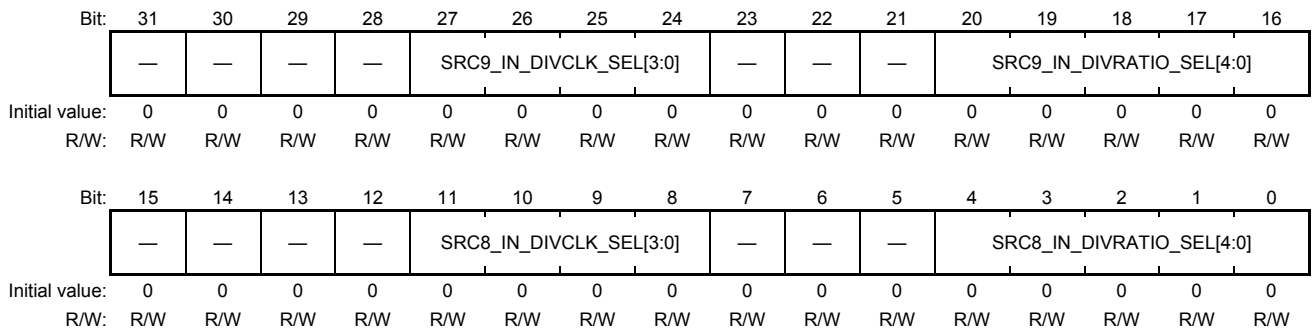 Bit: 31 30 29 28 27 26 25 24 23 22 21 20 19 18 17 16
— — — — SRC9_IN_DIVCLK_SEL[3:0] — — — SRC9_IN_DIVRATIO_SEL[4:0]
Initial value: 0 0 0 0 0 0 0 0 0 0 0 0 0 0 0 0
R/W: R/W R/W R/W R/W R/W R/W R/W R/W R/W R/W R/W R/W R/W R/W R/W R/W
Bit: 15 14 13 12 11 10 9 8 7 6 5 4 3 2 1 0
— — — — SRC8_IN_DIVCLK_SEL[3:0] — — — SRC8_IN_DIVRATIO_SEL[4:0]
Initial value: 0 0 0 0 0 0 0 0 0 0 0 0 0 0 0 0
R/W: R/W R/W R/W R/W R/W R/W R/W R/W R/W R/W R/W R/W R/W R/W R/W R/W